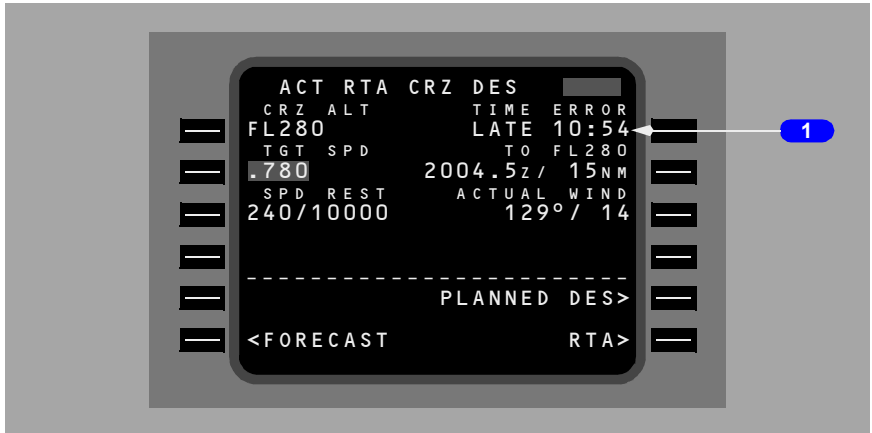 ACT RTA CRZ DES
CRZ ALT TIME ERROR
FL280 LATE 10:54
TGT SPD TO FL280
.780 2004.5Z/ 15NM
SPD REST ACTUAL WIND
240/10000 129°/ 14
------------------------
PLANNED DES>
<FORECAST RTA>
1